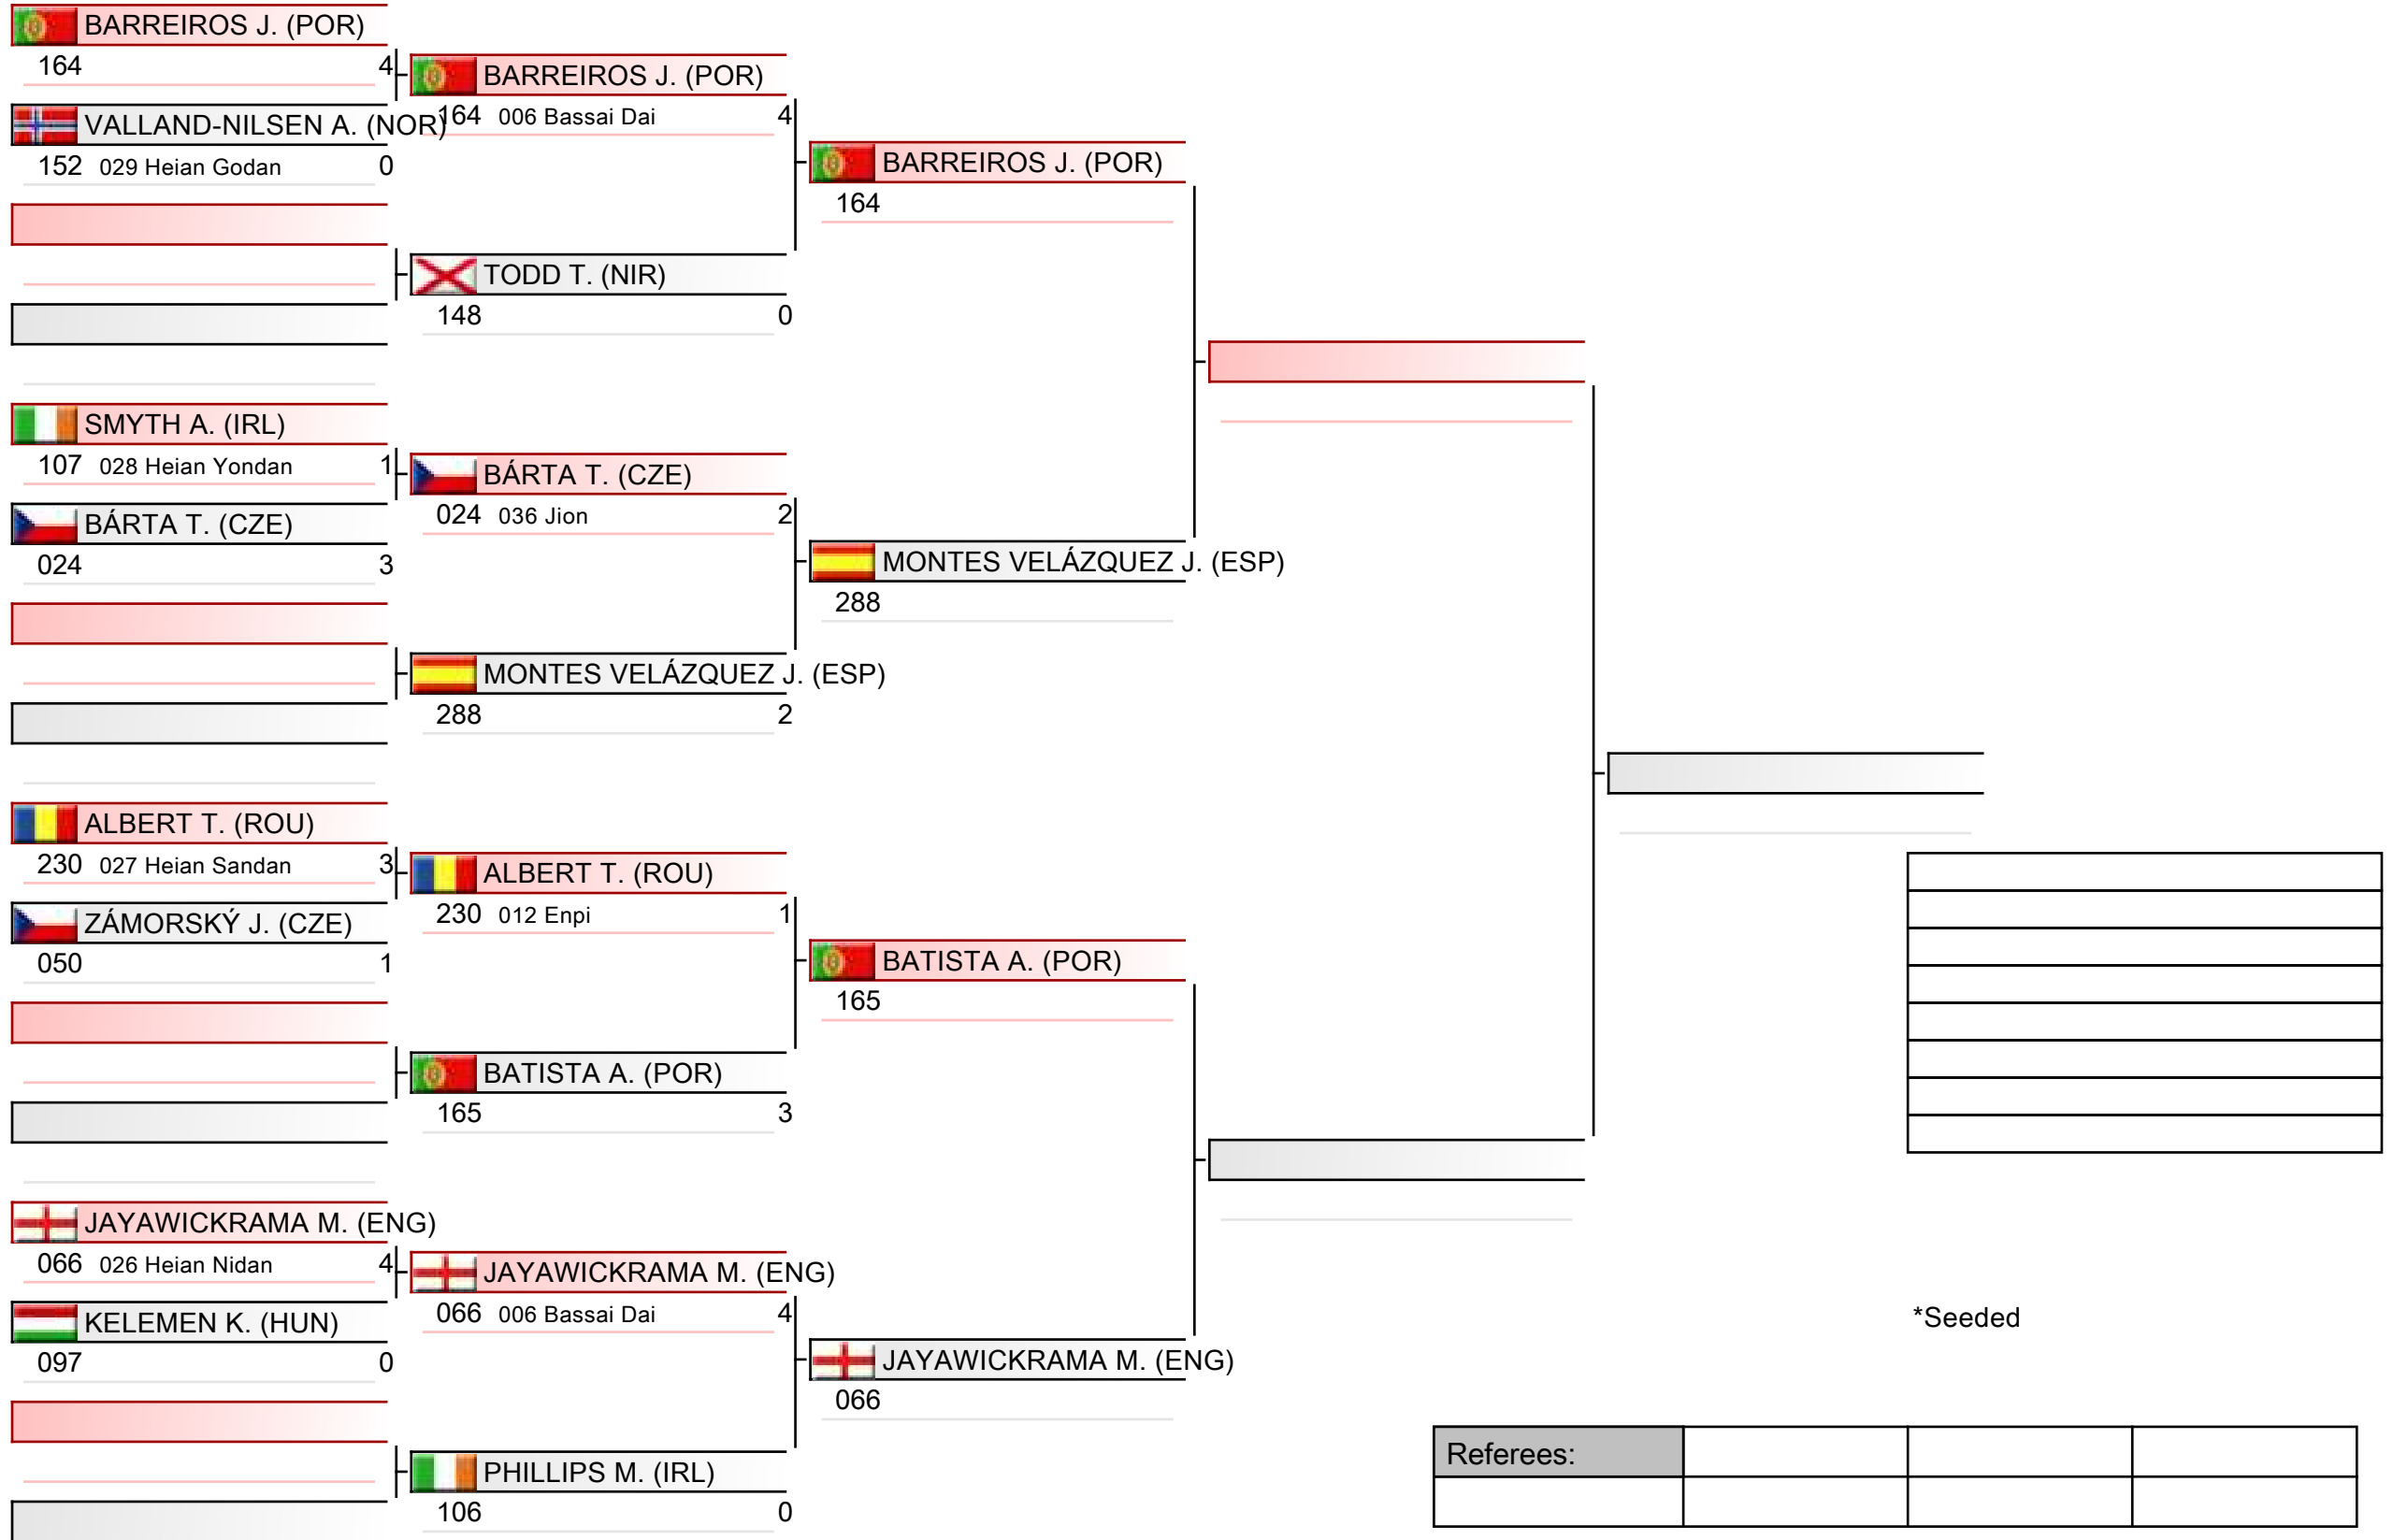 BARREIROS J. (POR)
164 4
VALLAND-NILSEN A. (NOR)
152 029 Heian Godan 0
SMYTH A. (IRL)
107 028 Heian Yondan 1
BÁRTA T. (CZE)
024 3
ALBERT T. (ROU)
230 027 Heian Sandan 3
ZÁMORSKÝ J. (CZE)
050 1
JAYAWICKRAMA M. (ENG)
066 026 Heian Nidan 4
KELEMEN K. (HUN)
097 0
BARREIROS J. (POR)
164 006 Bassai Dai 4
TODD T. (NIR)
148 0
BÁRTA T. (CZE)
024 036 Jion 2
MONTES VELÁZQUEZ J. (ESP)
288 2
ALBERT T. (ROU)
230 012 Enpi 1
BATISTA A. (POR)
165 3
JAYAWICKRAMA M. (ENG)
066 006 Bassai Dai 4
PHILLIPS M. (IRL)
106 0
BARREIROS J. (POR)
164
MONTES VELÁZQUEZ J. (ESP)
288
BATISTA A. (POR)
165
JAYAWICKRAMA M. (ENG)
066
*Seeded
Referees: